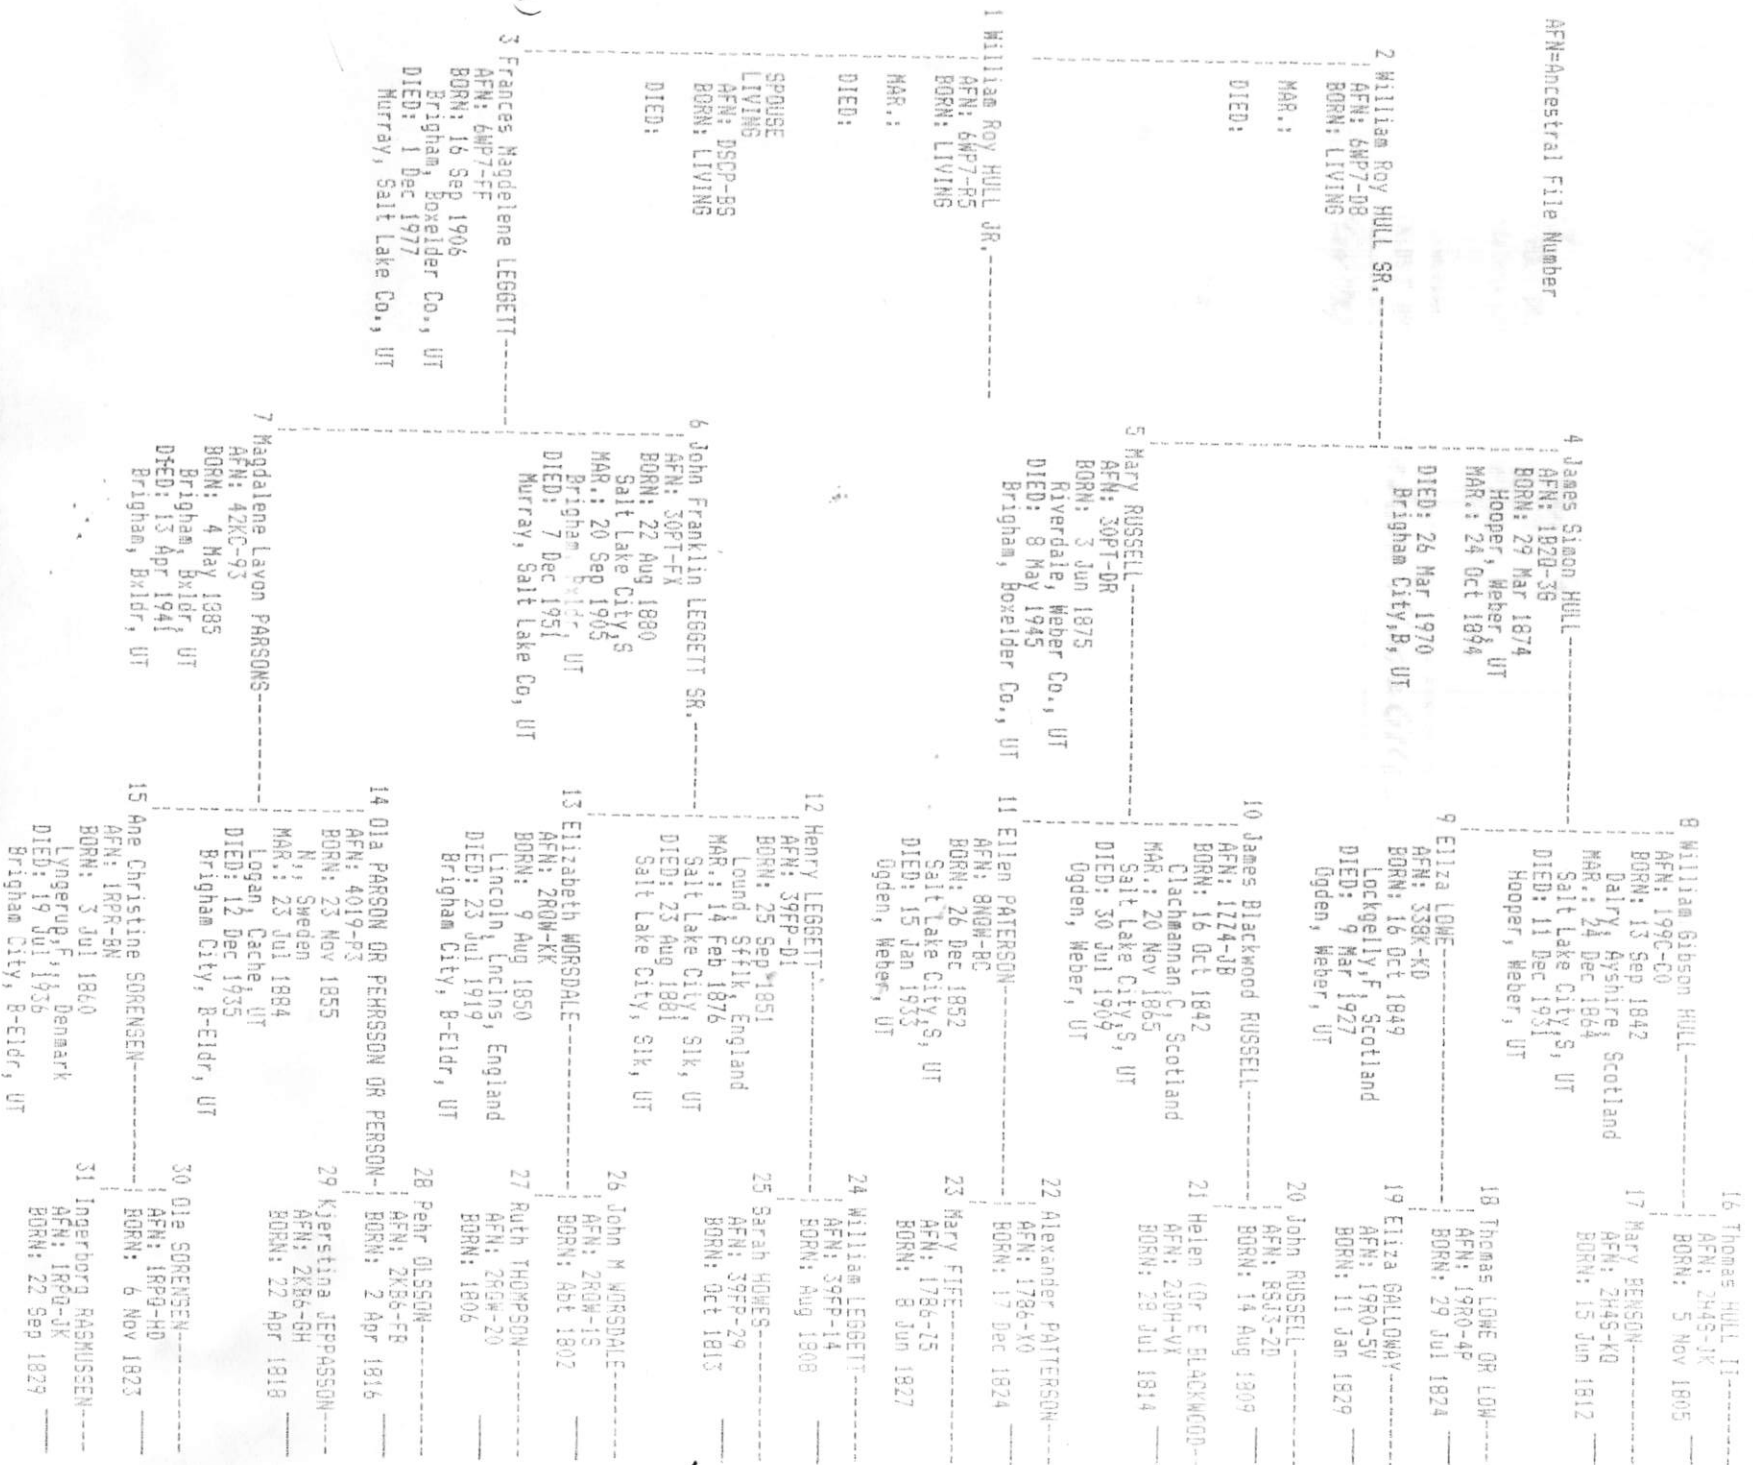 AFN=Ancestral File Number
16 Thomas HULL I
AFN: 2H4S-JK
BORN: 5 Nov 1805
8 William Gibson HULL
AFN: 199C-C0
BORN: 13 Sep 1842
Dalry, Ayshire, Scotland
MAR.: 24 Dec 1864
Salt Lake City,S, UT
DIED: 11 Dec 1931
Hooper, Weber, UT
17 Mary BENSON
AFN: 2H4S-KQ
BORN: 15 Jun 1812
4 James Simon HULL
AFN: 1B2Q-3G
BORN: 29 Mar 1874
Hooper, Weber, UT
MAR.: 24 Oct 1894
DIED: 26 Mar 1970
Brigham City,B, UT
18 Thomas LOWE OR LOW
AFN: 19R0-4P
BORN: 29 Jul 1824
9 Eliza LOWE
AFN: 338K-KD
BORN: 16 Oct 1849
Lockgelly,F, Scotland
DIED: 9 Mar 1927
Ogden, Weber, UT
19 Eliza GALLOWAY
AFN: 19R0-5V
BORN: 11 Jan 1829
2 William Roy HULL SR.
AFN: 6WP7-D8
BORN: LIVING
MAR.:
DIED:
20 John RUSSELL
AFN: 8SJ3-ZD
BORN: 14 Aug 1809
10 James Blackwood RUSSELL
AFN: 1Z74-JB
BORN: 16 Oct 1842
Clachmannan,C, Scotland
MAR.: 20 Nov 1865
Salt Lake City,S, UT
DIED: 30 Jul 1909
Ogden, Weber, UT
21 Helen (Or E BLACKWOOD
AFN: 2JDH-VX
BORN: 28 Jul 1814
5 Mary RUSSELL
AFN: 30PT-DR
BORN: 3 Jun 1875
Riverdale, Weber Co., UT
DIED: 8 May 1945
Brigham, Boxelder Co., UT
22 Alexander PATTERSON
AFN: 1786-X0
BORN: 17 Dec 1824
11 Ellen PATERSON
AFN: 8NQW-BC
BORN: 26 Dec 1852
Salt Lake City,S, UT
DIED: 15 Jan 1933
Ogden, Weber, UT
23 Mary FIFE
AFN: 1786-Z5
BORN: 8 Jun 1827
1 William Roy HULL JR.
AFN: 6WP7-R5
BORN: LIVING
MAR.:
DIED:
SPOUSE
LIVING
AFN: DSCP-BS
BORN: LIVING
DIED:
24 William LEGGETT
AFN: 39FP-14
BORN: Aug 1808
12 Henry LEGGETT
AFN: 39FP-D1
BORN: 25 Sep 1851
Lound, Sfflk, England
MAR.: 14 Feb 1876
Salt Lake City, Slk, UT
DIED: 23 Aug 1881
Salt Lake City, Slk, UT
25 Sarah HOWES
AFN: 39FP-29
BORN: Oct 1813
6 John Franklin LEGGETT SR.
AFN: 30PT-FX
BORN: 22 Aug 1880
Salt Lake City,S
MAR.: 20 Sep 1905
Brigham, Bxldr, UT
DIED: 7 Dec 1951
Murray, Salt Lake Co, UT
26 John M WORSDALE
AFN: 2RQW-1S
BORN: Abt 1802
13 Elizabeth WORSDALE
AFN: 2RQW-KK
BORN: 9 Aug 1850
Lincoln, Lncins, England
DIED: 23 Jul 1919
Brigham City, B-Eldr, UT
27 Ruth THOMPSON
AFN: 2RGW-20
BORN: 1806
3 Frances Magdelene LEGGETT
AFN: 6WP7-FF
BORN: 16 Sep 1906
Brigham, Boxelder Co., UT
DIED: 1 Dec 1977
Murray, Salt Lake Co., UT
28 Pehr OLSSON
AFN: 2KB6-FB
BORN: 2 Apr 1816
14 Ola PARSON OR PEHRSSON OR PERSON
AFN: 4019-P3
BORN: 23 Nov 1855
N, Sweden
MAR.: 23 Jul 1884
Logan, Cache, UT
DIED: 12 Dec 1935
Brigham City, B-Eldr, UT
29 Kjerstina JEPPASSON
AFN: 2KB6-GH
BORN: 22 Apr 1818
7 Magdalene Lavon PARSONS
AFN: 42KC-93
BORN: 4 May 1885
Brigham, Bxldr, UT
DIED: 13 Apr 1941
Brigham, Bxldr, UT
30 Ole SORENSEN
AFN: 1RPQ-HD
BORN: 6 Nov 1823
15 Ane Christine SORENSEN
AFN: 1RPR-BN
BORN: 3 Jul 1860
Lyngerup,F, Denmark
DIED: 19 Jul 1936
Brigham City, B-Eldr, UT
31 Ingerborg RASMUSSEN
AFN: 1RPQ-JK
BORN: 22 Sep 1829